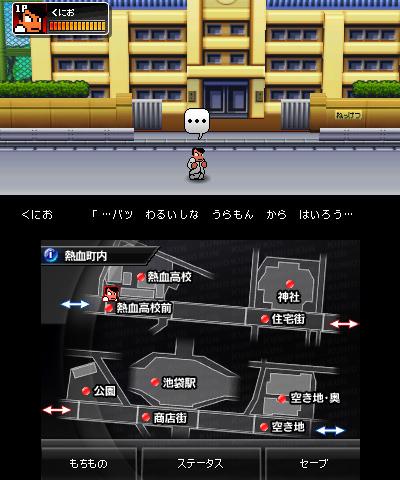 1P
くにお
ねっけつ
•••
くにお 「 …バツ わるいしな うらもん から はいろう…
i 熱血町内
熱血高校
神社
熱血高校前
住宅街
池袋駅
公園
空き地・奥
商店街
空き地
もちもの
ステータス
セーブ